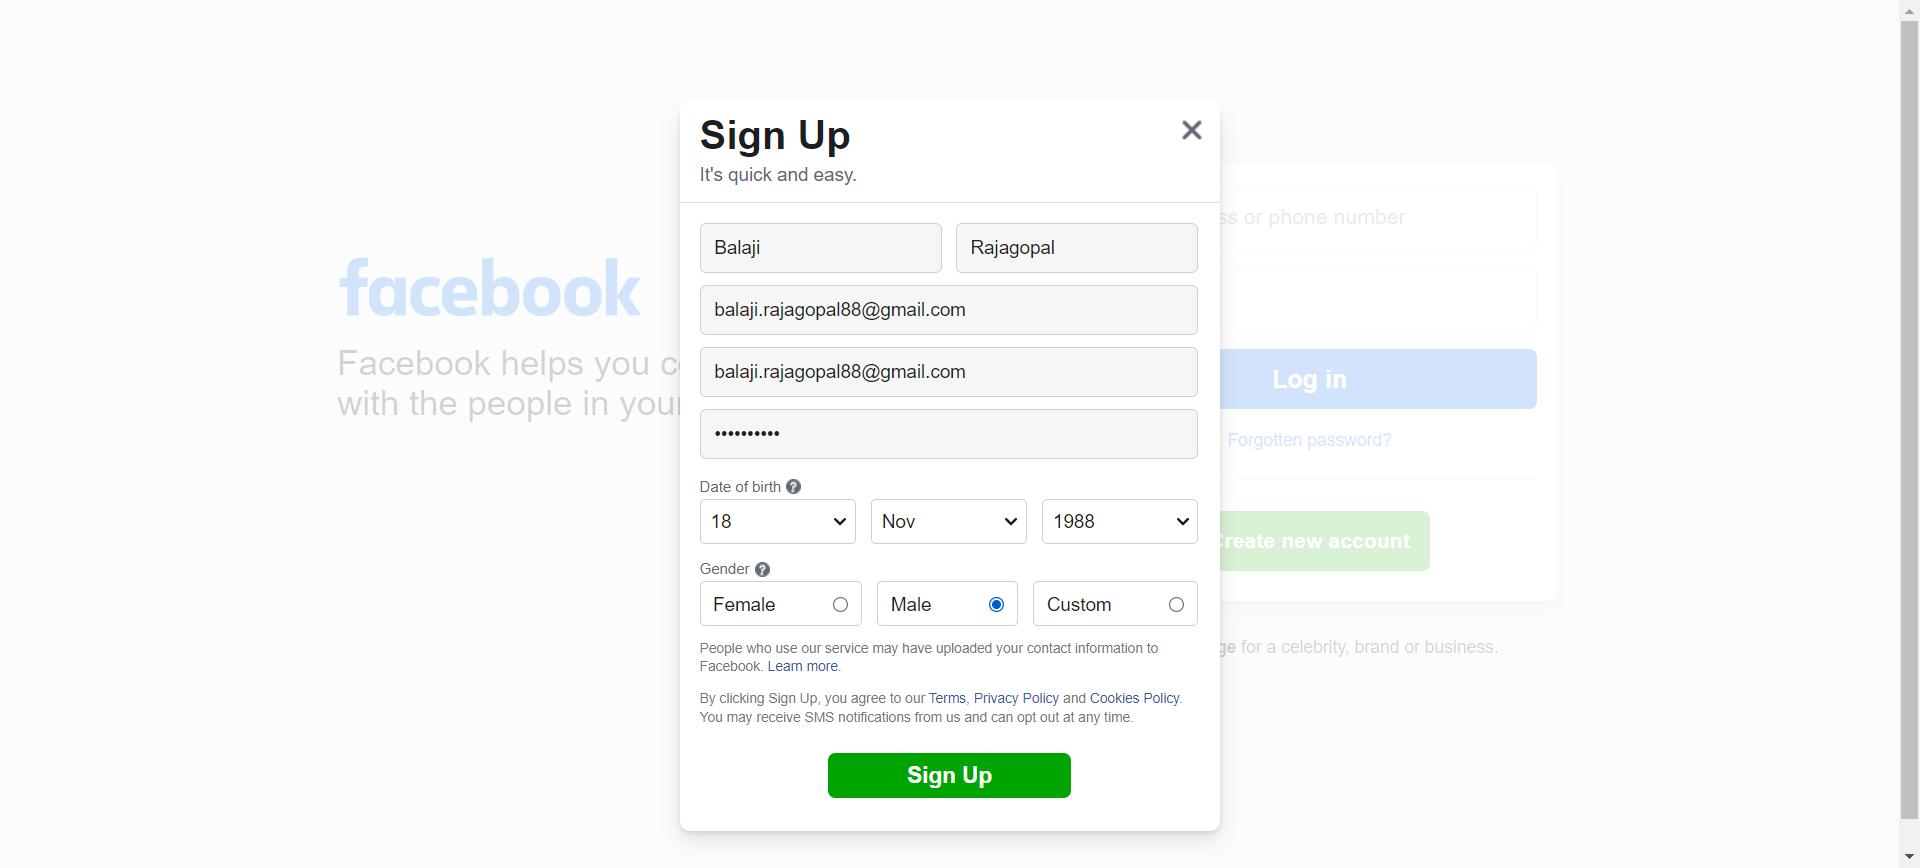 Sign Up
It's quick and easy.
Balaji Rajagopal
balaji.rajagopal88@gmail.com
balaji.rajagopal88@gmail.com
••••••••••
Date of birth ?
18 Nov 1988
Gender ?
Female Male Custom
People who use our service may have uploaded your contact information to
Facebook. Learn more.
By clicking Sign Up, you agree to our Terms, Privacy Policy and Cookies Policy.
You may receive SMS notifications from us and can opt out at any time.
Sign Up
facebook
Facebook helps you
with the people in
or phone number
Log in
Forgotten password?
Create new account
for a celebrity, brand or business.